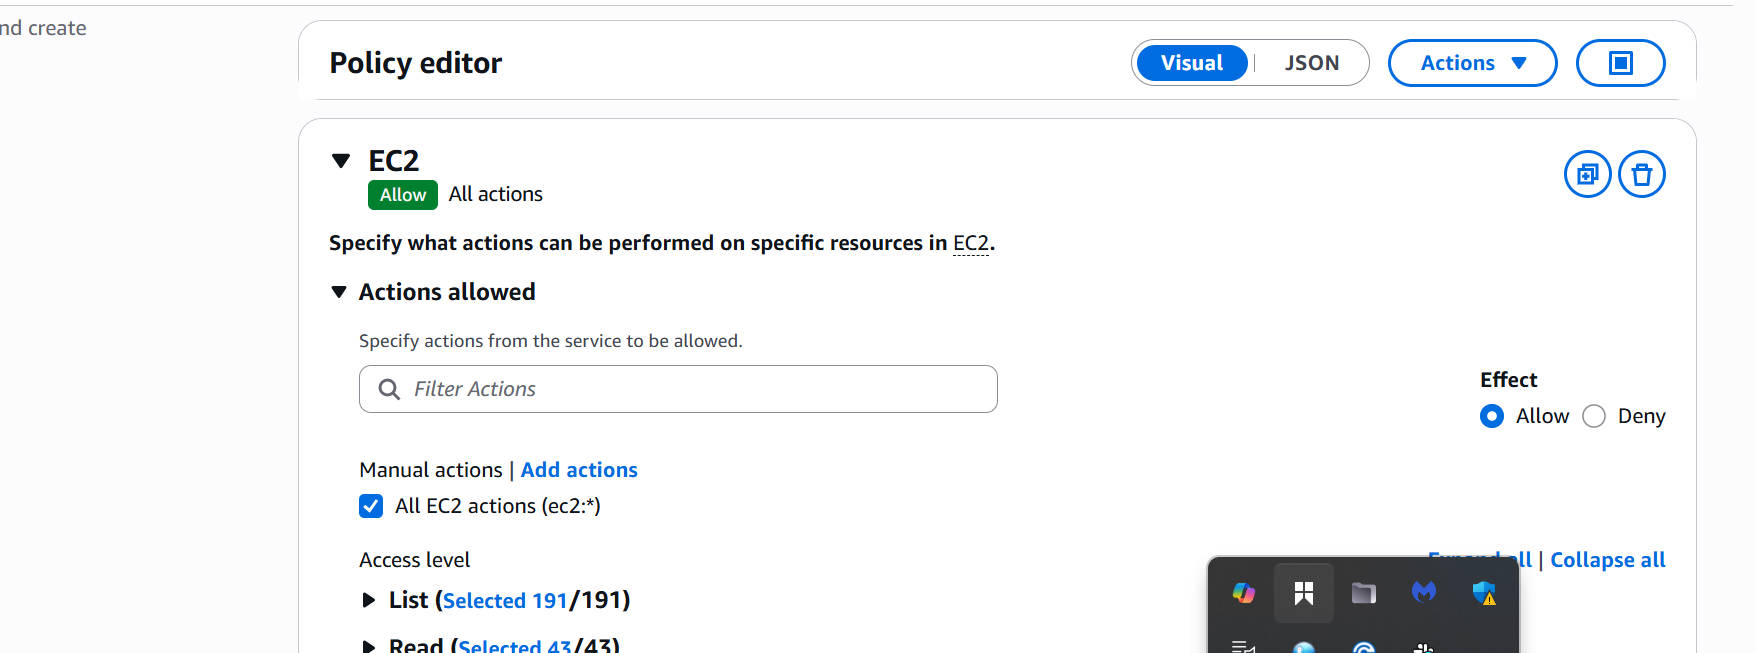 nd create
Policy editor
Visual
JSON
Actions
EC2
Allow All actions
Specify what actions can be performed on specific resources in EC2.
Actions allowed
Specify actions from the service to be allowed.
Filter Actions
Effect
Allow Deny
Manual actions | Add actions
All EC2 actions (ec2:*)
Access level
Expand all | Collapse all
List (Selected 191/191)
Read (Selected 43/43)